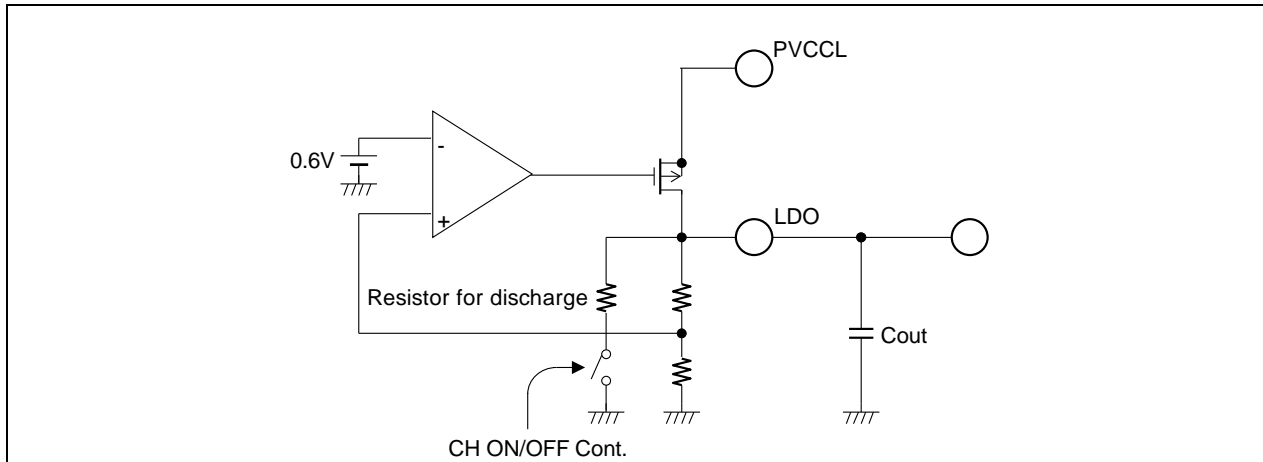 PVCCL
-
0.6V
+
LDO
Resistor for discharge
Cout
CH ON/OFF Cont.